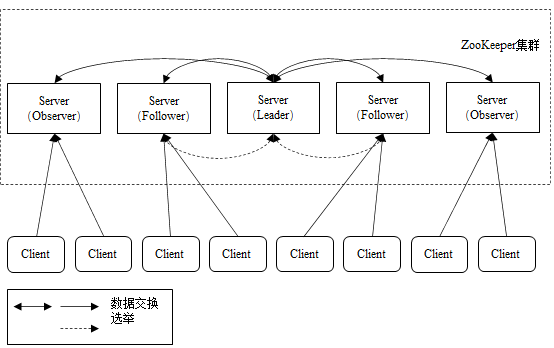 ZooKeeper集群
Server
(Observer)
Server
(Follower)
Server
(Leader)
Server
(Follower)
Server
(Observer)
Client
Client
Client
Client
Client
Client
Client
Client
数据交换
选举